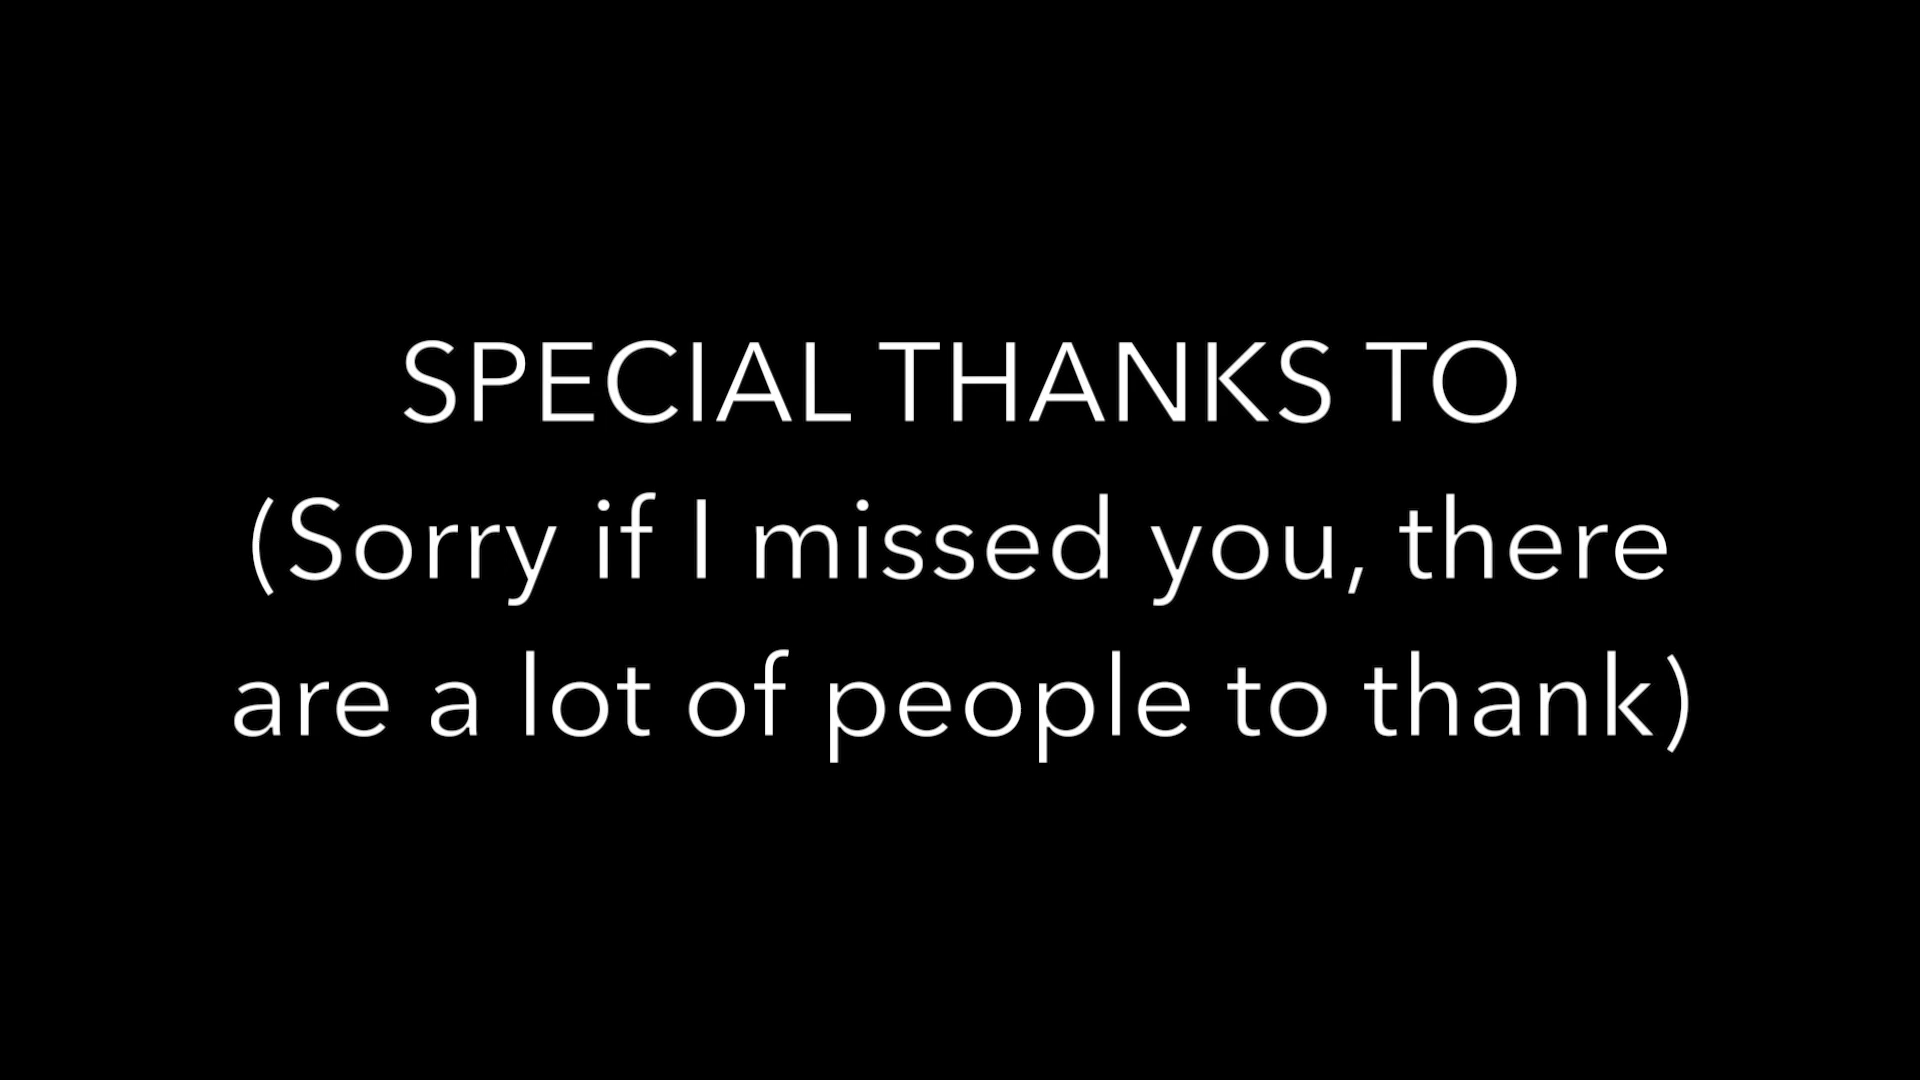 SPECIAL THANKS TO
(Sorry if I missed you, there
are a lot of people to thank)